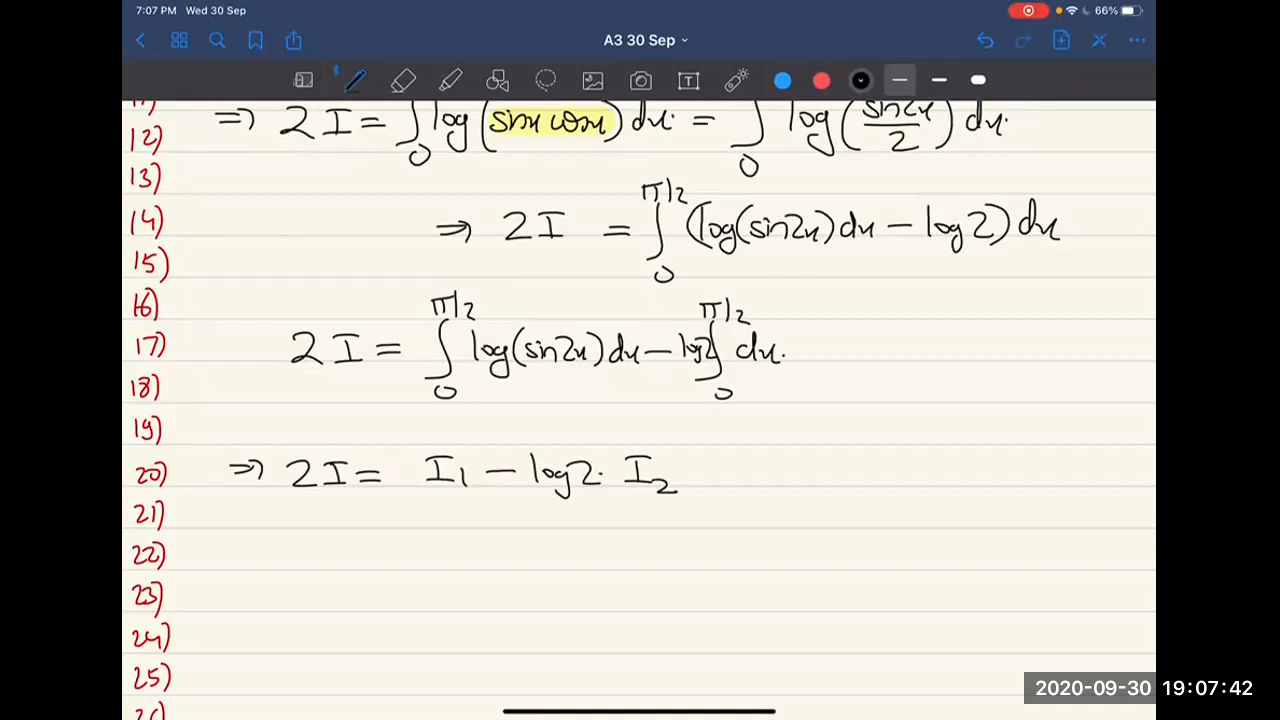 7:07 PM Wed 30 Sep 66%
A3 30 Sep
11)
12) ⇒ 2I = ∫₀ log(sinx cosx) dx. = ∫₀ log(sin2x/2) dx.
13)
14) ⇒ 2I = ∫₀^π/2 (log(sin2x)dx − log2) dx
15)
16)
17) 2I = ∫₀^π/2 log(sin2x)dx − log2 ∫₀^π/2 dx.
18)
19)
20) ⇒ 2I = I₁ − log2. I₂
21)
22)
23)
24)
25)
2020-09-30 19:07:42